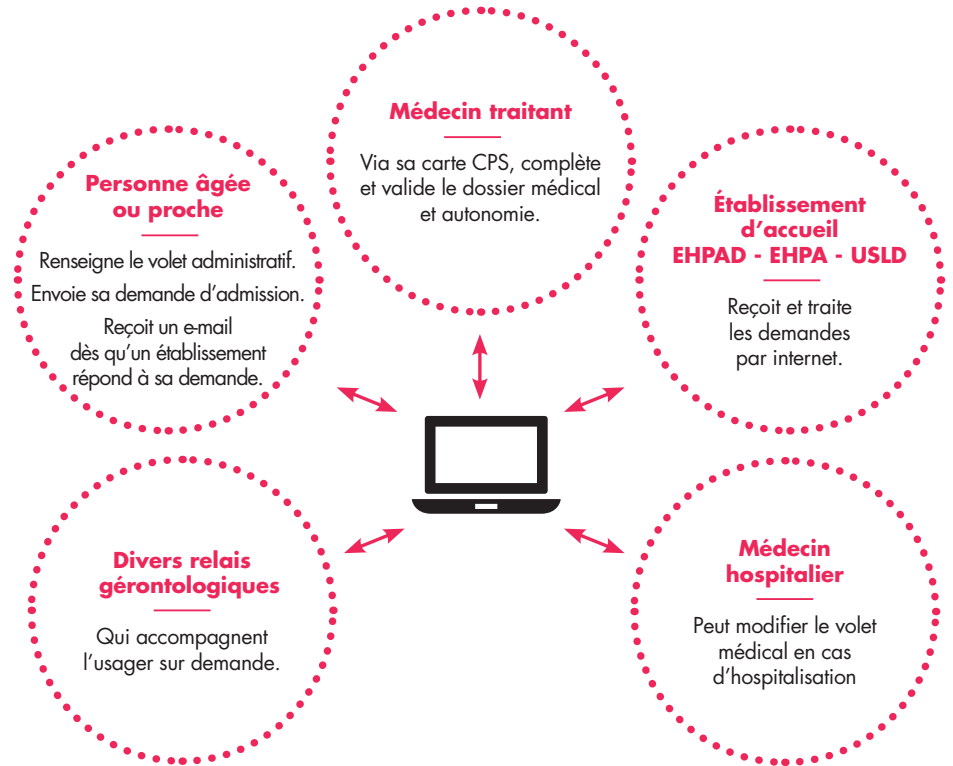 Médecin traitant
Via sa carte CPS, complète
et valide le dossier médical
et autonomie.
Personne âgée
ou proche
Renseigne le volet administratif.
Envoie sa demande d'admission.
Reçoit un e-mail
dès qu'un établissement
répond à sa demande.
Établissement
d'accueil
EHPAD - EHPA - USLD
Reçoit et traite
les demandes
par internet.
Divers relais
gérontologiques
Qui accompagnent
l'usager sur demande.
Médecin
hospitalier
Peut modifier le volet
médical en cas
d'hospitalisation